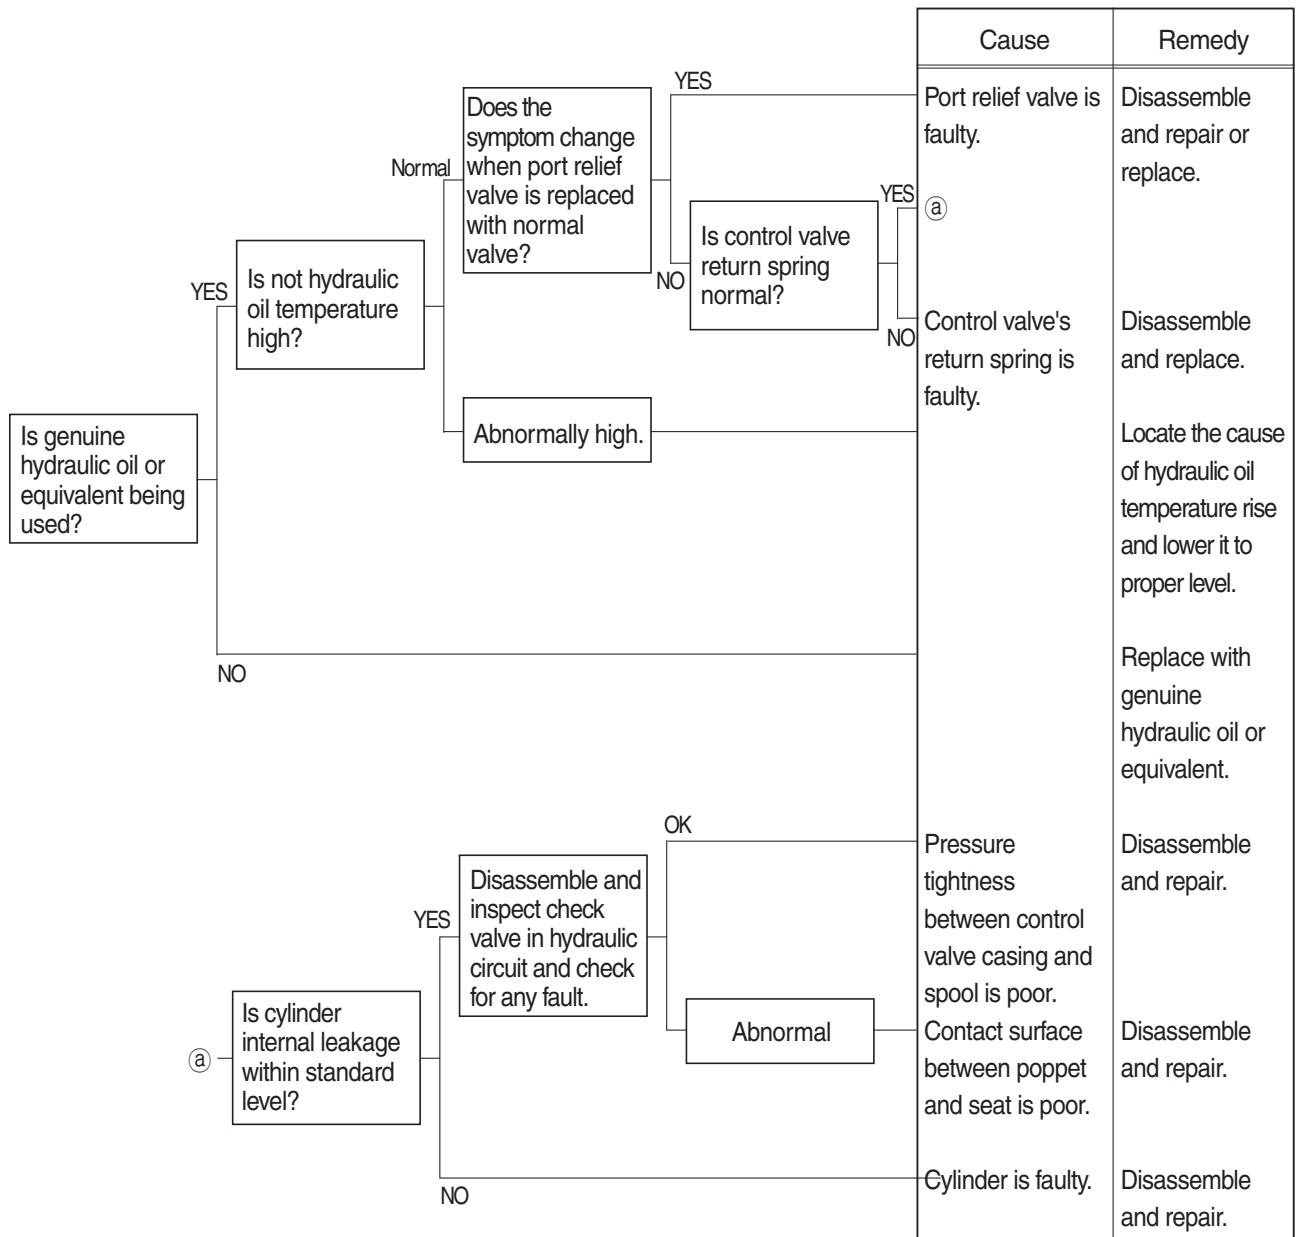 Cause
Remedy
YES
Does the
symptom change
when port relief
valve is replaced
with normal
valve?
Port relief valve is
faulty.
Disassemble
and repair or
replace.
Normal
YES
ⓐ
Is control valve
return spring
normal?
NO
Is not hydraulic
oil temperature
high?
YES
NO
Control valve's
return spring is
faulty.
Disassemble
and replace.
Abnormally high.
Locate the cause
of hydraulic oil
temperature rise
and lower it to
proper level.
Is genuine
hydraulic oil or
equivalent being
used?
NO
Replace with
genuine
hydraulic oil or
equivalent.
OK
Pressure
tightness
between control
valve casing and
spool is poor.
Disassemble
and repair.
Disassemble and
inspect check
valve in hydraulic
circuit and check
for any fault.
YES
Abnormal
Contact surface
between poppet
and seat is poor.
Disassemble
and repair.
ⓐ
Is cylinder
internal leakage
within standard
level?
NO
Cylinder is faulty.
Disassemble
and repair.